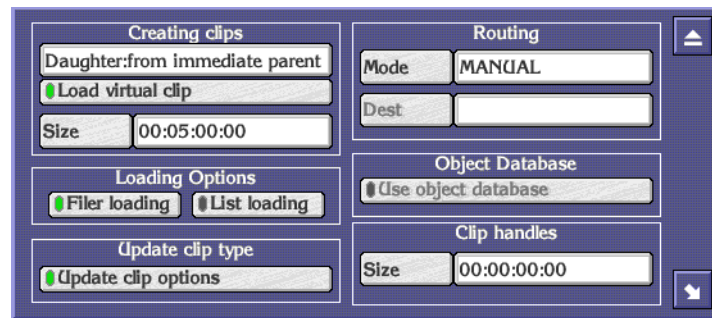 Creating clips
Daughter:from immediate parent
Load virtual clip
Size 00:05:00:00
Loading Options
Filer loading List loading
Update clip type
Update clip options
Routing
Mode MANUAL
Dest
Object Database
Use object database
Clip handles
Size 00:00:00:00